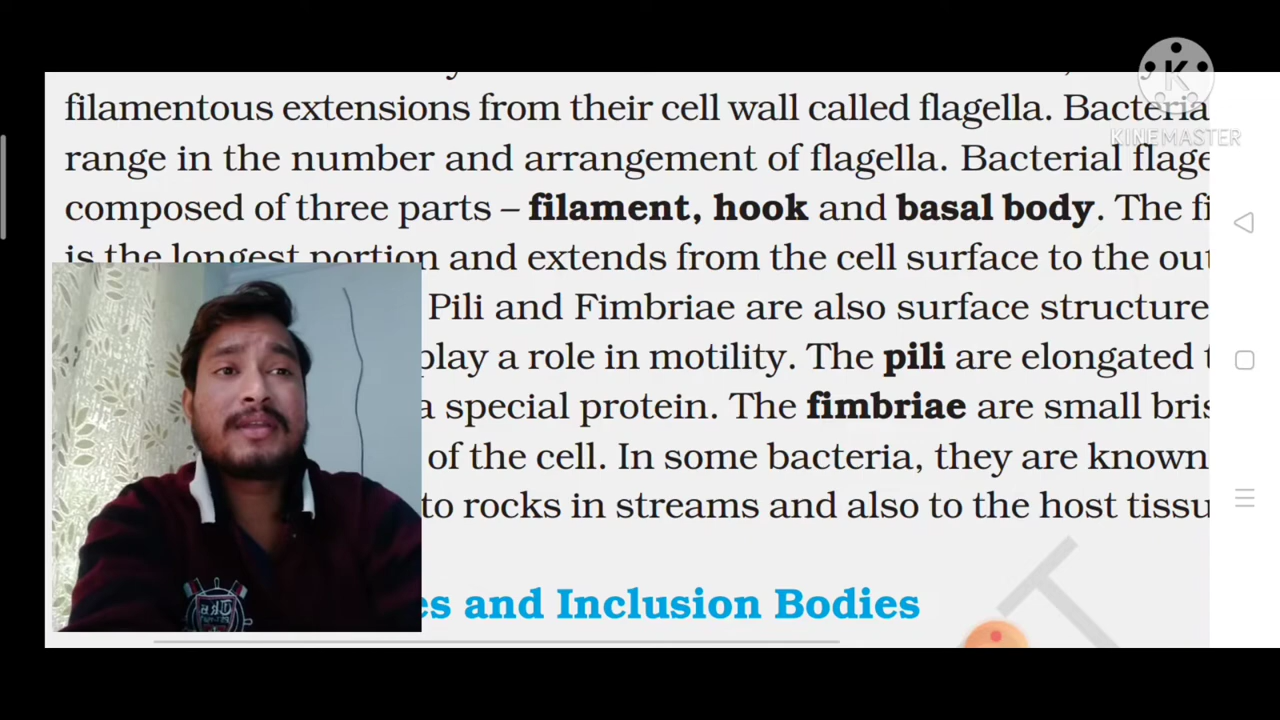 filamentous extensions from their cell wall called flagella. Bacteria
range in the number and arrangement of flagella. Bacterial flage
composed of three parts – filament, hook and basal body. The fi
is the longest portion and extends from the cell surface to the out
Pili and Fimbriae are also surface structure
play a role in motility. The pili are elongated t
a special protein. The fimbriae are small bris
of the cell. In some bacteria, they are known
to rocks in streams and also to the host tissu
es and Inclusion Bodies
K
KINEMASTER